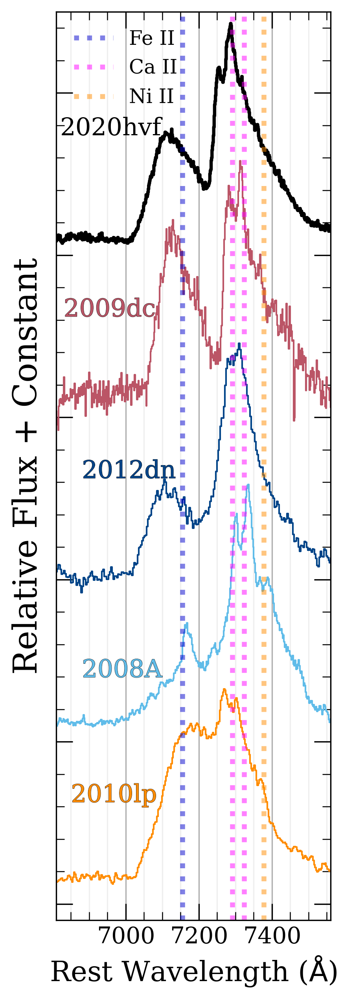 Fe II
Ca II
Ni II
2020hvf
2009dc
2012dn
2008A
2010lp
Relative Flux + Constant
7000 7200 7400
Rest Wavelength (Å)